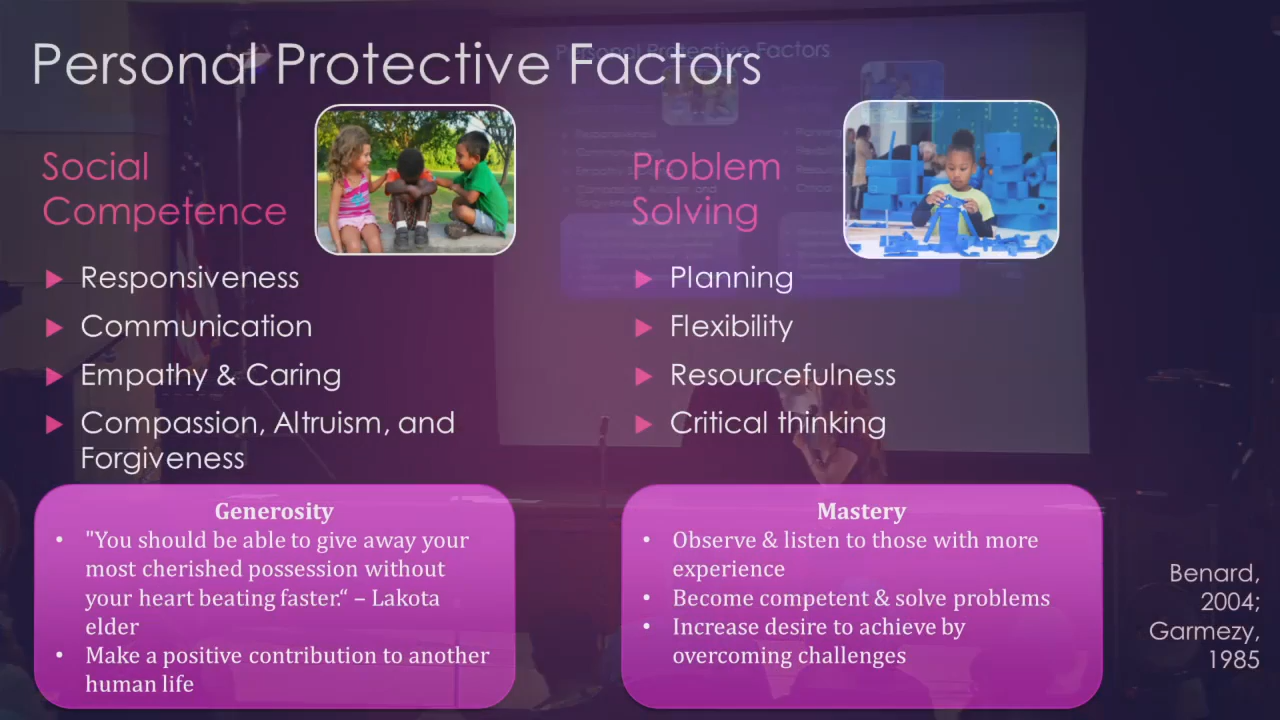 Personal Protective Factors
Social
Competence
Responsiveness
Communication
Empathy & Caring
Compassion, Altruism, and
Forgiveness
Generosity
• "You should be able to give away your
most cherished possession without
your heart beating faster.“ – Lakota
elder
• Make a positive contribution to another
human life
Problem
Solving
Planning
Flexibility
Resourcefulness
Critical thinking
Mastery
• Observe & listen to those with more
experience
• Become competent & solve problems
• Increase desire to achieve by
overcoming challenges
Benard,
2004;
Garmezy,
1985